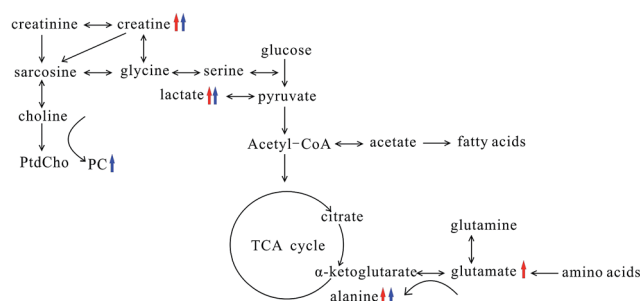 creatinine creatine
glucose
sarcosine glycine serine
lactate pyruvate
choline
Acetyl-CoA acetate fatty acids
PtdCho PC
citrate
glutamine
TCA cycle
α-ketoglutarate glutamate amino acids
alanine